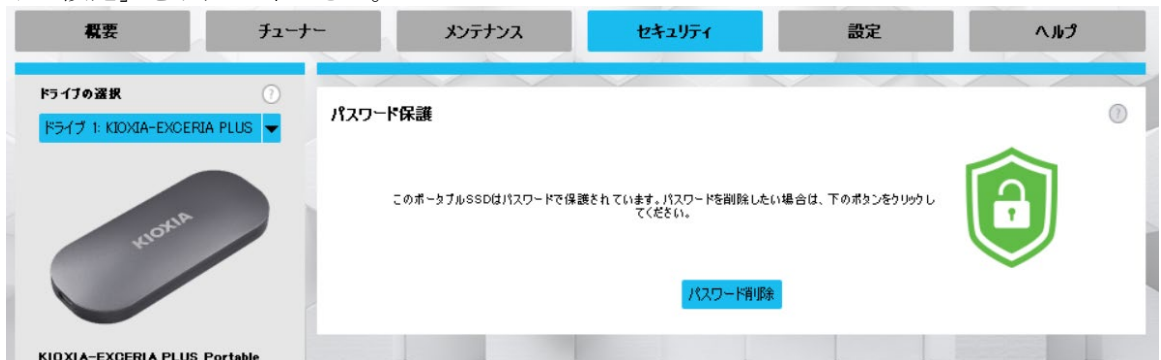 概要
チューナー
メンテナンス
セキュリティ
設定
ヘルプ
ドライブの選択
?
ドライブ 1: KIOXIA-EXCERIA PLUS
パスワード保護
?
このポータブルSSDはパスワードで保護されています。パスワードを削除したい場合は、下のボタンをクリックし
てください。
KIOXIA
パスワード削除
KIOXIA-EXCERIA PLUS Portable